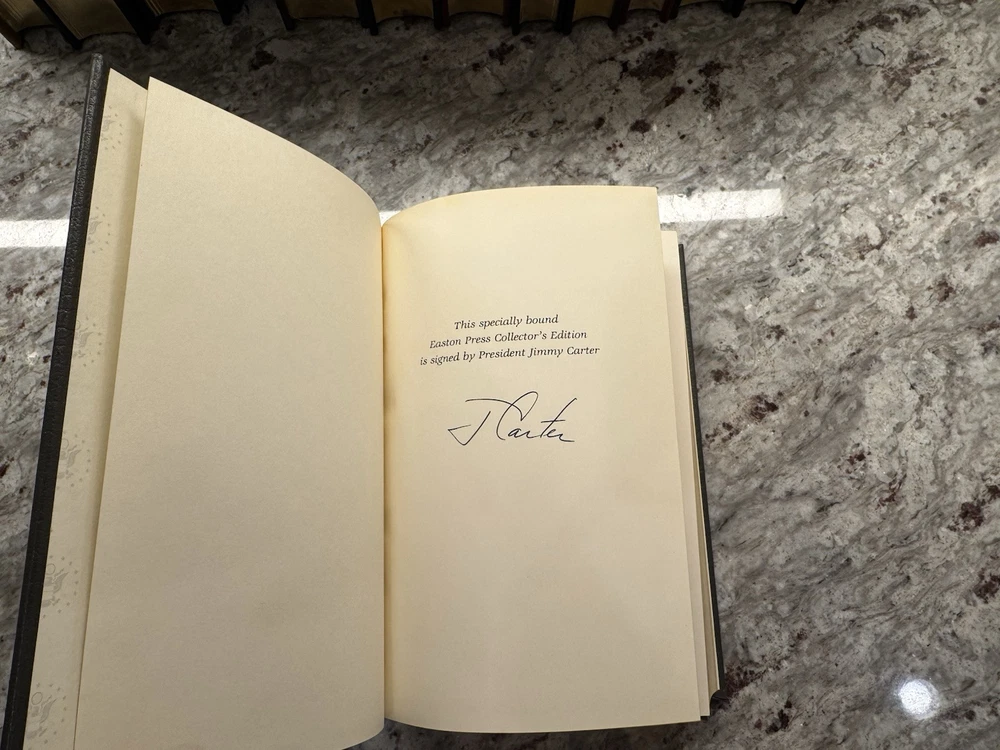 This specially bound
Easton Press Collector's Edition
is signed by President Jimmy Carter
J Carter